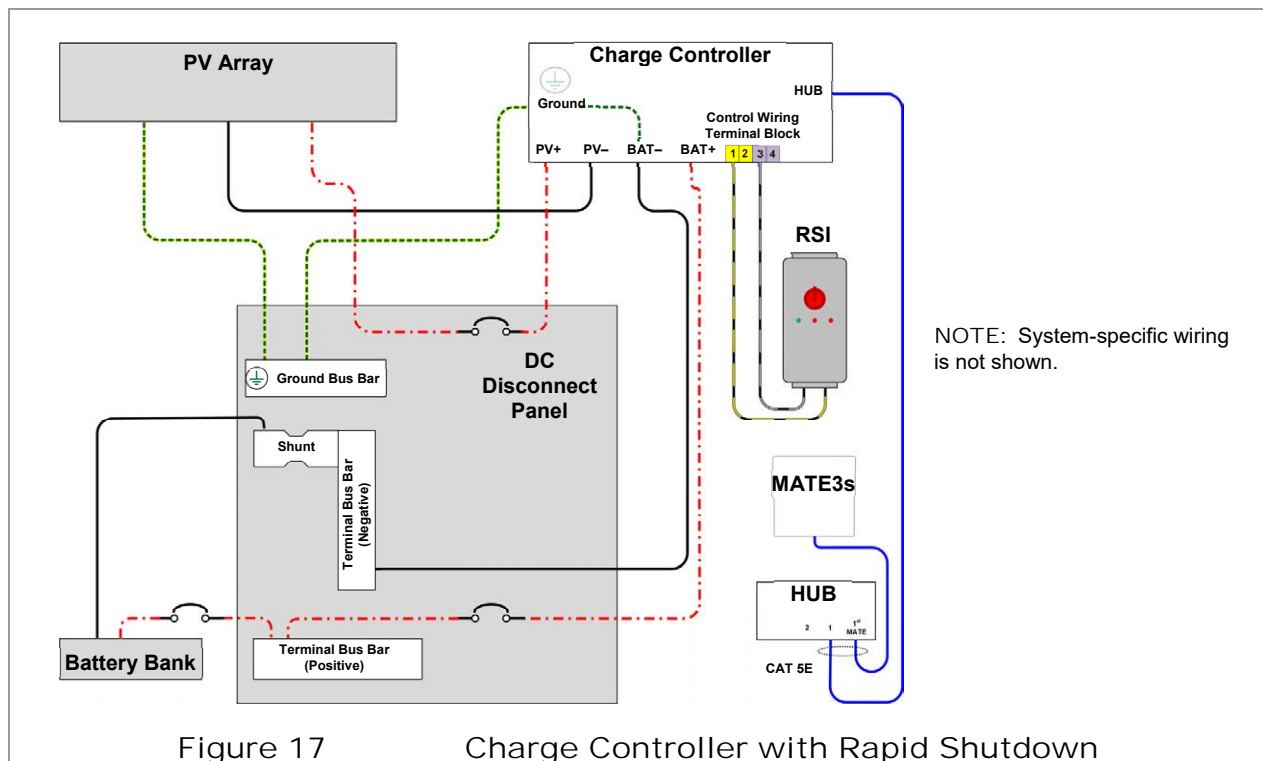 PV Array
Charge Controller
HUB
Ground
Control Wiring
Terminal Block
PV+ PV– BAT– BAT+ 1 2 3 4
RSI
NOTE: System-specific wiring
is not shown.
DC
Disconnect
Panel
Ground Bus Bar
Shunt
Terminal Bus Bar
(Negative)
MATE3s
HUB
2 1 1st
MATE
CAT 5E
Battery Bank
Terminal Bus Bar
(Positive)
Figure 17 Charge Controller with Rapid Shutdown